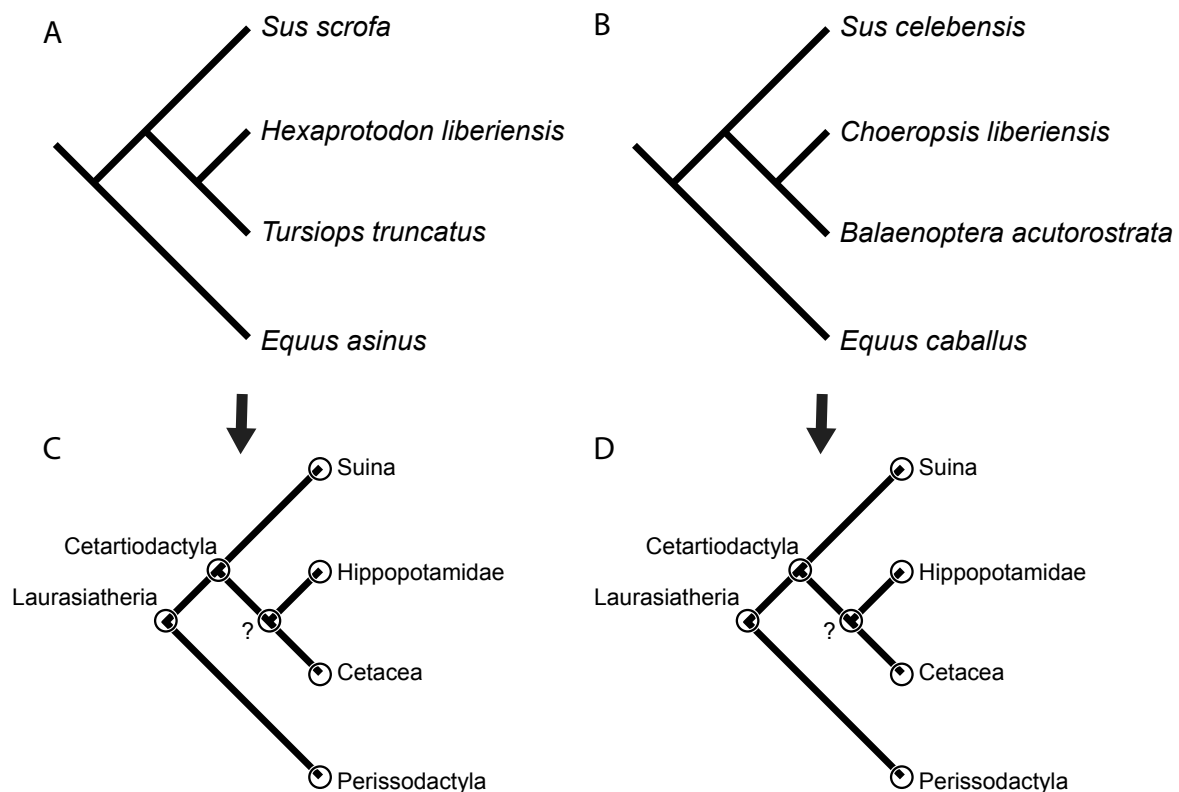 A
Sus scrofa
Hexaprotodon liberiensis
Tursiops truncatus
Equus asinus
B
Sus celebensis
Choeropsis liberiensis
Balaenoptera acutorostrata
Equus caballus
C
Suina
Cetartiodactyla
Hippopotamidae
Laurasiatheria
?
Cetacea
Perissodactyla
D
Suina
Cetartiodactyla
Hippopotamidae
Laurasiatheria
?
Cetacea
Perissodactyla